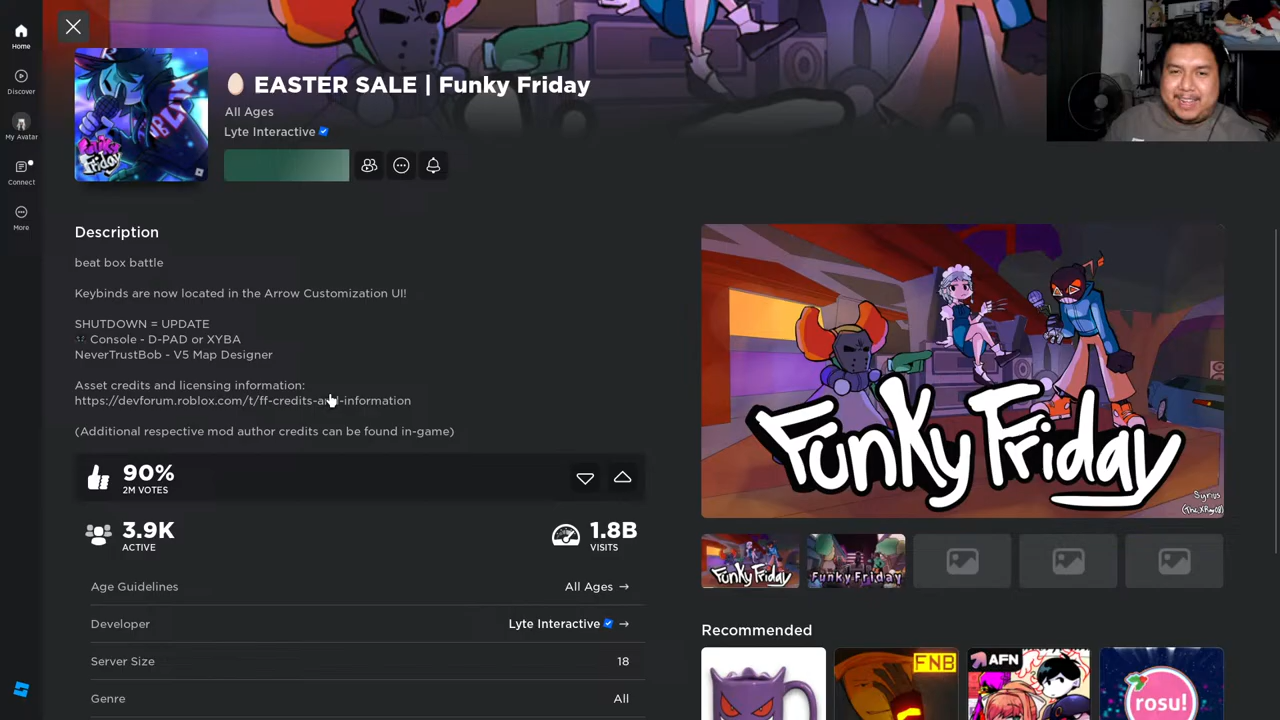 Home
Discover
My Avatar
Connect
More
EASTER SALE | Funky Friday
All Ages
Lyte Interactive
Funky Friday
Description
beat box battle
Keybinds are now located in the Arrow Customization UI!
SHUTDOWN = UPDATE
Console - D-PAD or XYBA
NeverTrustBob - V5 Map Designer
Asset credits and licensing information:
https://devforum.roblox.com/t/ff-credits-and-information
(Additional respective mod author credits can be found in-game)
90%
2M VOTES
3.9K
ACTIVE
1.8B
VISITS
Age Guidelines
All Ages →
Developer
Lyte Interactive →
Server Size
18
Genre
All
Funky Friday
Syrius
Funky Friday
Funky Friday
Recommended
FNB
AFN
rosu!